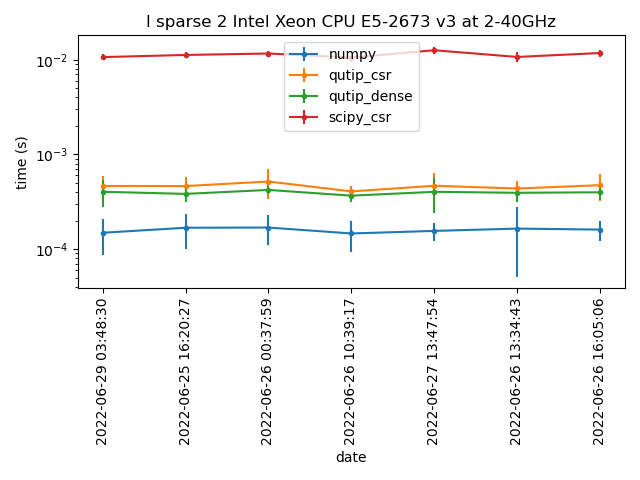 l sparse 2 Intel Xeon CPU E5-2673 v3 at 2-40GHz
numpy
qutip_csr
qutip_dense
scipy_csr
time (s)
10⁻²
10⁻³
10⁻⁴
2022-06-29 03:48:30
2022-06-25 16:20:27
2022-06-26 00:37:59
2022-06-26 10:39:17
2022-06-27 13:47:54
2022-06-26 13:34:43
2022-06-26 16:05:06
date